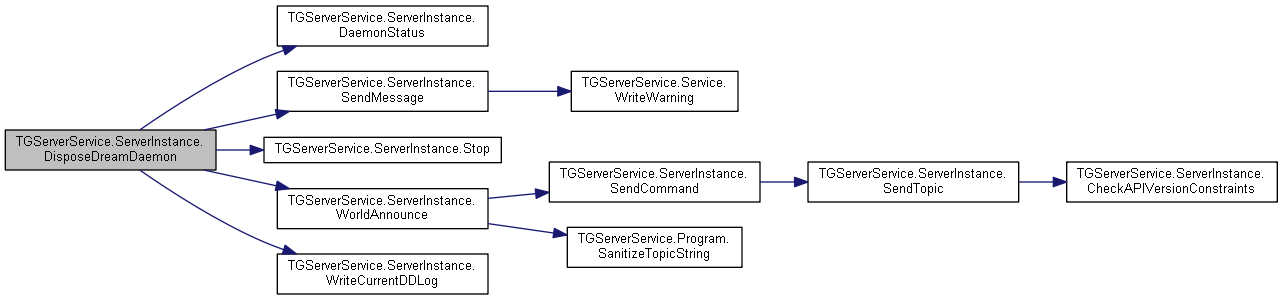 TGServerService.ServerInstance.
DisposeDreamDaemon
TGServerService.ServerInstance.
DaemonStatus
TGServerService.ServerInstance.
SendMessage
TGServerService.Service.
WriteWarning
TGServerService.ServerInstance.Stop
TGServerService.ServerInstance.
WorldAnnounce
TGServerService.ServerInstance.
SendCommand
TGServerService.ServerInstance.
SendTopic
TGServerService.ServerInstance.
CheckAPIVersionConstraints
TGServerService.Program.
SanitizeTopicString
TGServerService.ServerInstance.
WriteCurrentDDLog